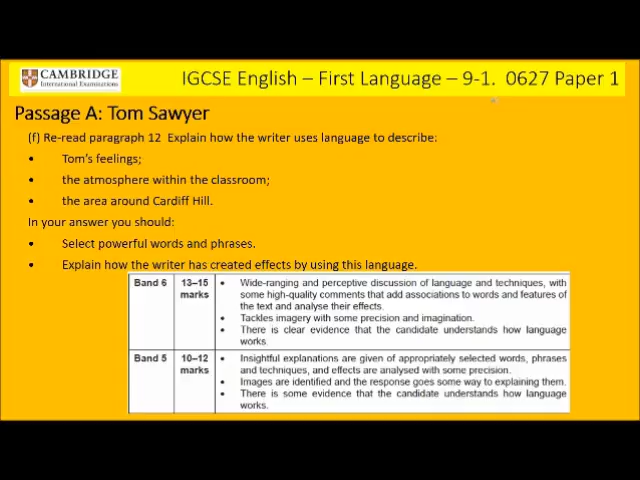 CAMBRIDGE
International Examinations
IGCSE English – First Language – 9-1. 0627 Paper 1
Passage A: Tom Sawyer
(f) Re-read paragraph 12 Explain how the writer uses language to describe:
• Tom's feelings;
• the atmosphere within the classroom;
• the area around Cardiff Hill.
In your answer you should:
• Select powerful words and phrases.
• Explain how the writer has created effects by using this language.
Band 6 13–15 • Wide-ranging and perceptive discussion of language and techniques, with
marks some high-quality comments that add associations to words and features of
the text and analyse their effects.
• Tackles imagery with some precision and imagination.
• There is clear evidence that the candidate understands how language
works.
Band 5 10–12 • Insightful explanations are given of appropriately selected words, phrases
marks and techniques, and effects are analysed with some precision.
• Images are identified and the response goes some way to explaining them.
• There is some evidence that the candidate understands how language
works.